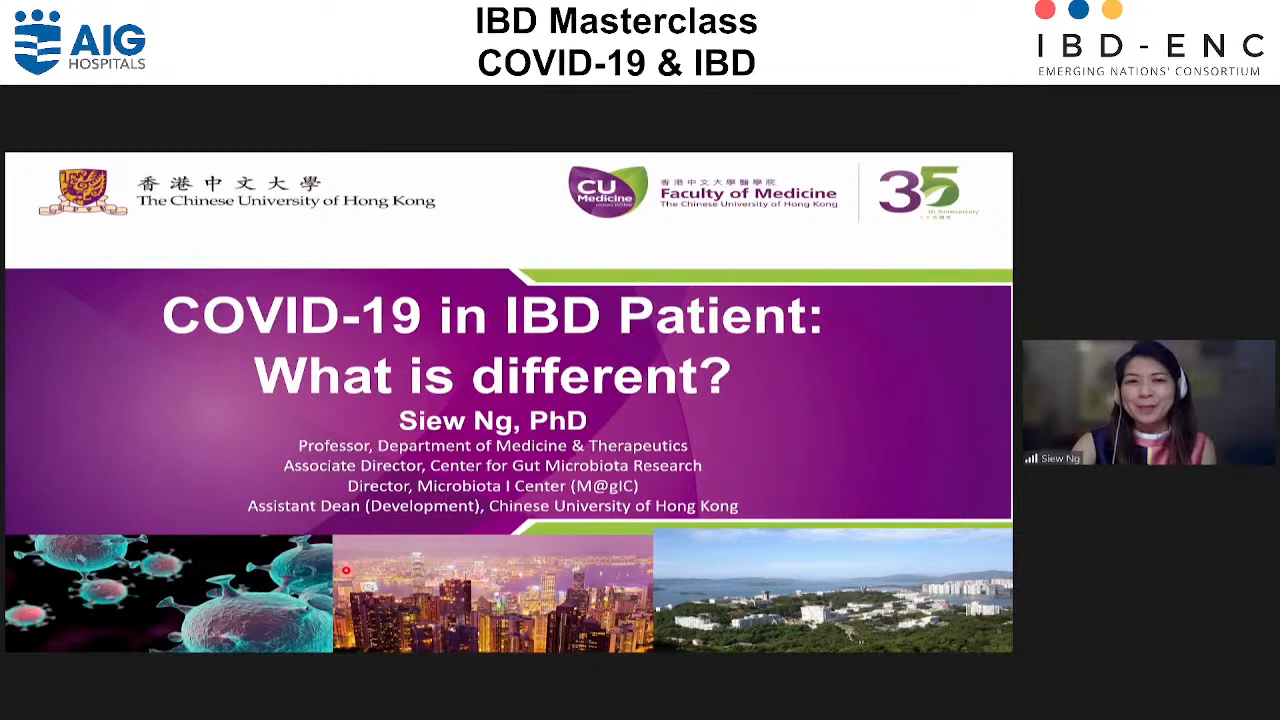 AIG
HOSPITALS
IBD Masterclass
COVID-19 & IBD
IBD-ENC
EMERGING NATIONS' CONSORTIUM
香港中文大學
The Chinese University of Hong Kong
CU
Medicine
HONG KONG
香港中文大學醫學院
Faculty of Medicine
The Chinese University of Hong Kong
35
th Anniversary
COVID-19 in IBD Patient:
What is different?
Siew Ng, PhD
Professor, Department of Medicine & Therapeutics
Associate Director, Center for Gut Microbiota Research
Director, Microbiota I Center (M@gIC)
Assistant Dean (Development), Chinese University of Hong Kong
Siew Ng